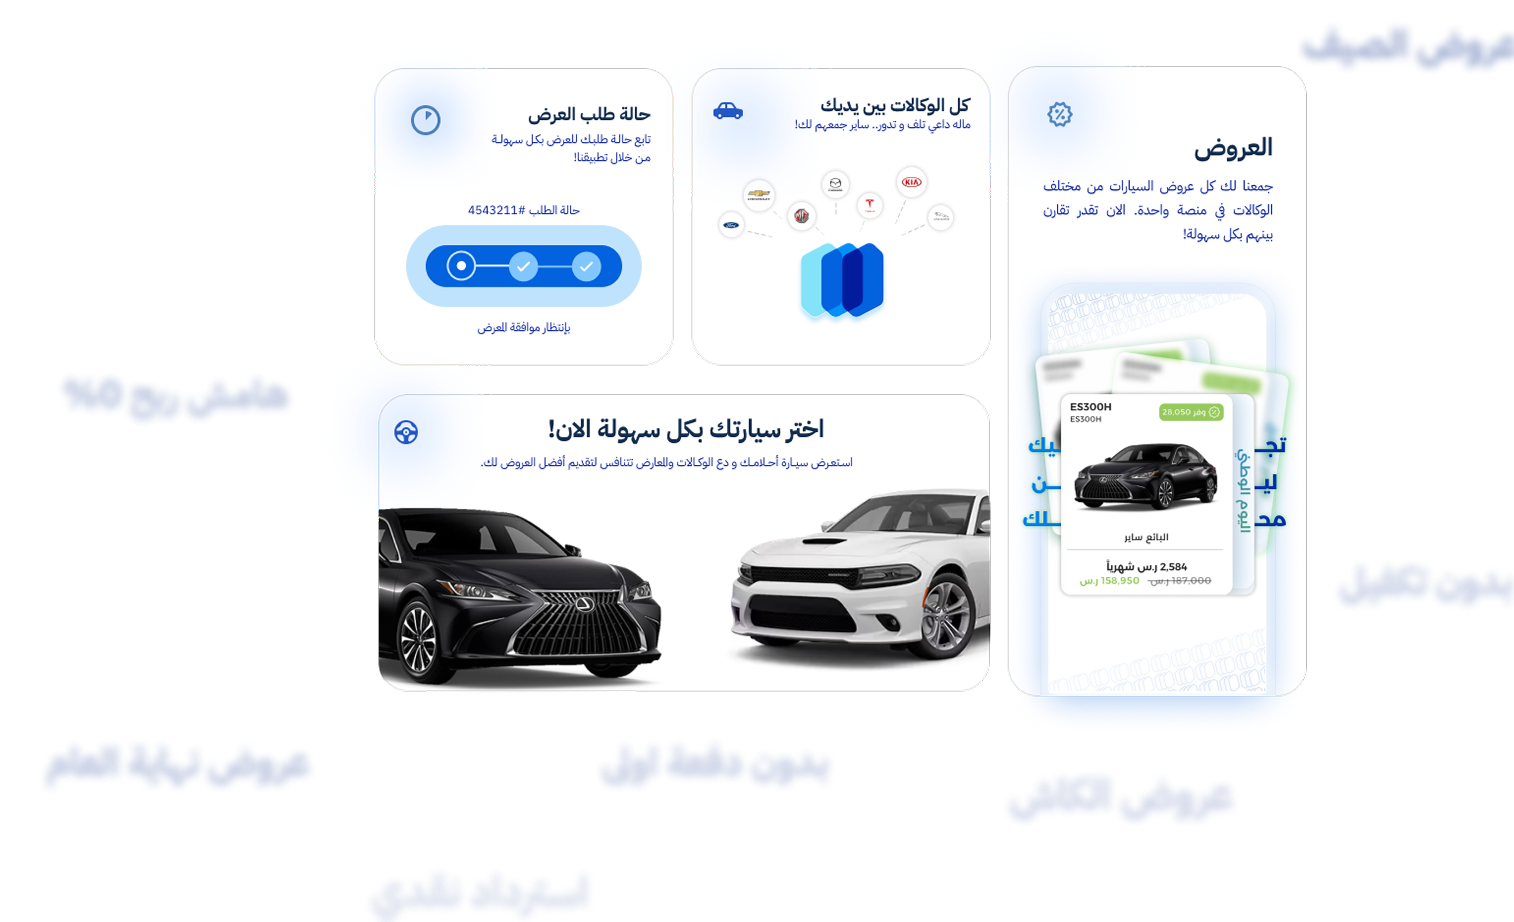 عروض الصيف
العروض
جمعنا لك كل عروض السيارات من مختلف
الوكالات في منصة واحدة. الان تقدر تقارن
بينهم بكل سهولة!
ES300H
ES300H
وفر 28,050
اليوم الوطني
البائع ساير
2,584 ر.س شهرياً
187,000 ر.س 158,950 ر.س
كل الوكالات بين يديك
ماله داعي تلف و تدور.. ساير جمعهم لك!
KIA
حالة طلب العرض
تابع حالة طلبك للعرض بكل سهولة
من خلال تطبيقنا!
حالة الطلب #4543211
بإنتظار موافقة المعرض
اختر سيارتك بكل سهولة الان!
استعرض سيارة أحلامك و دع الوكالات والمعارض تتنافس لتقديم أفضل العروض لك.
هامش ربح 0%
بدون تكفيل
عروض نهاية العام
بدون دفعة اولى
عروض الكاش
استرداد نقدي